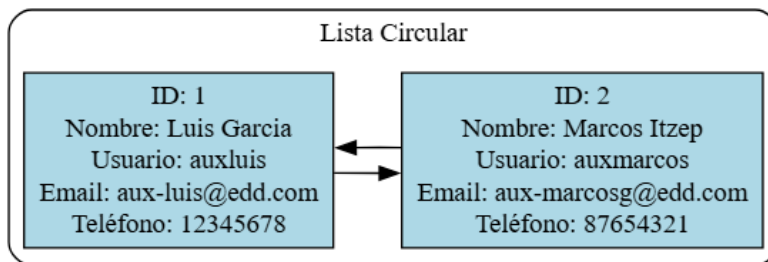 Lista Circular
ID: 1
Nombre: Luis Garcia
Usuario: auxluis
Email: aux-luis@edd.com
Teléfono: 12345678
ID: 2
Nombre: Marcos Itzep
Usuario: auxmarcos
Email: aux-marcosg@edd.com
Teléfono: 87654321